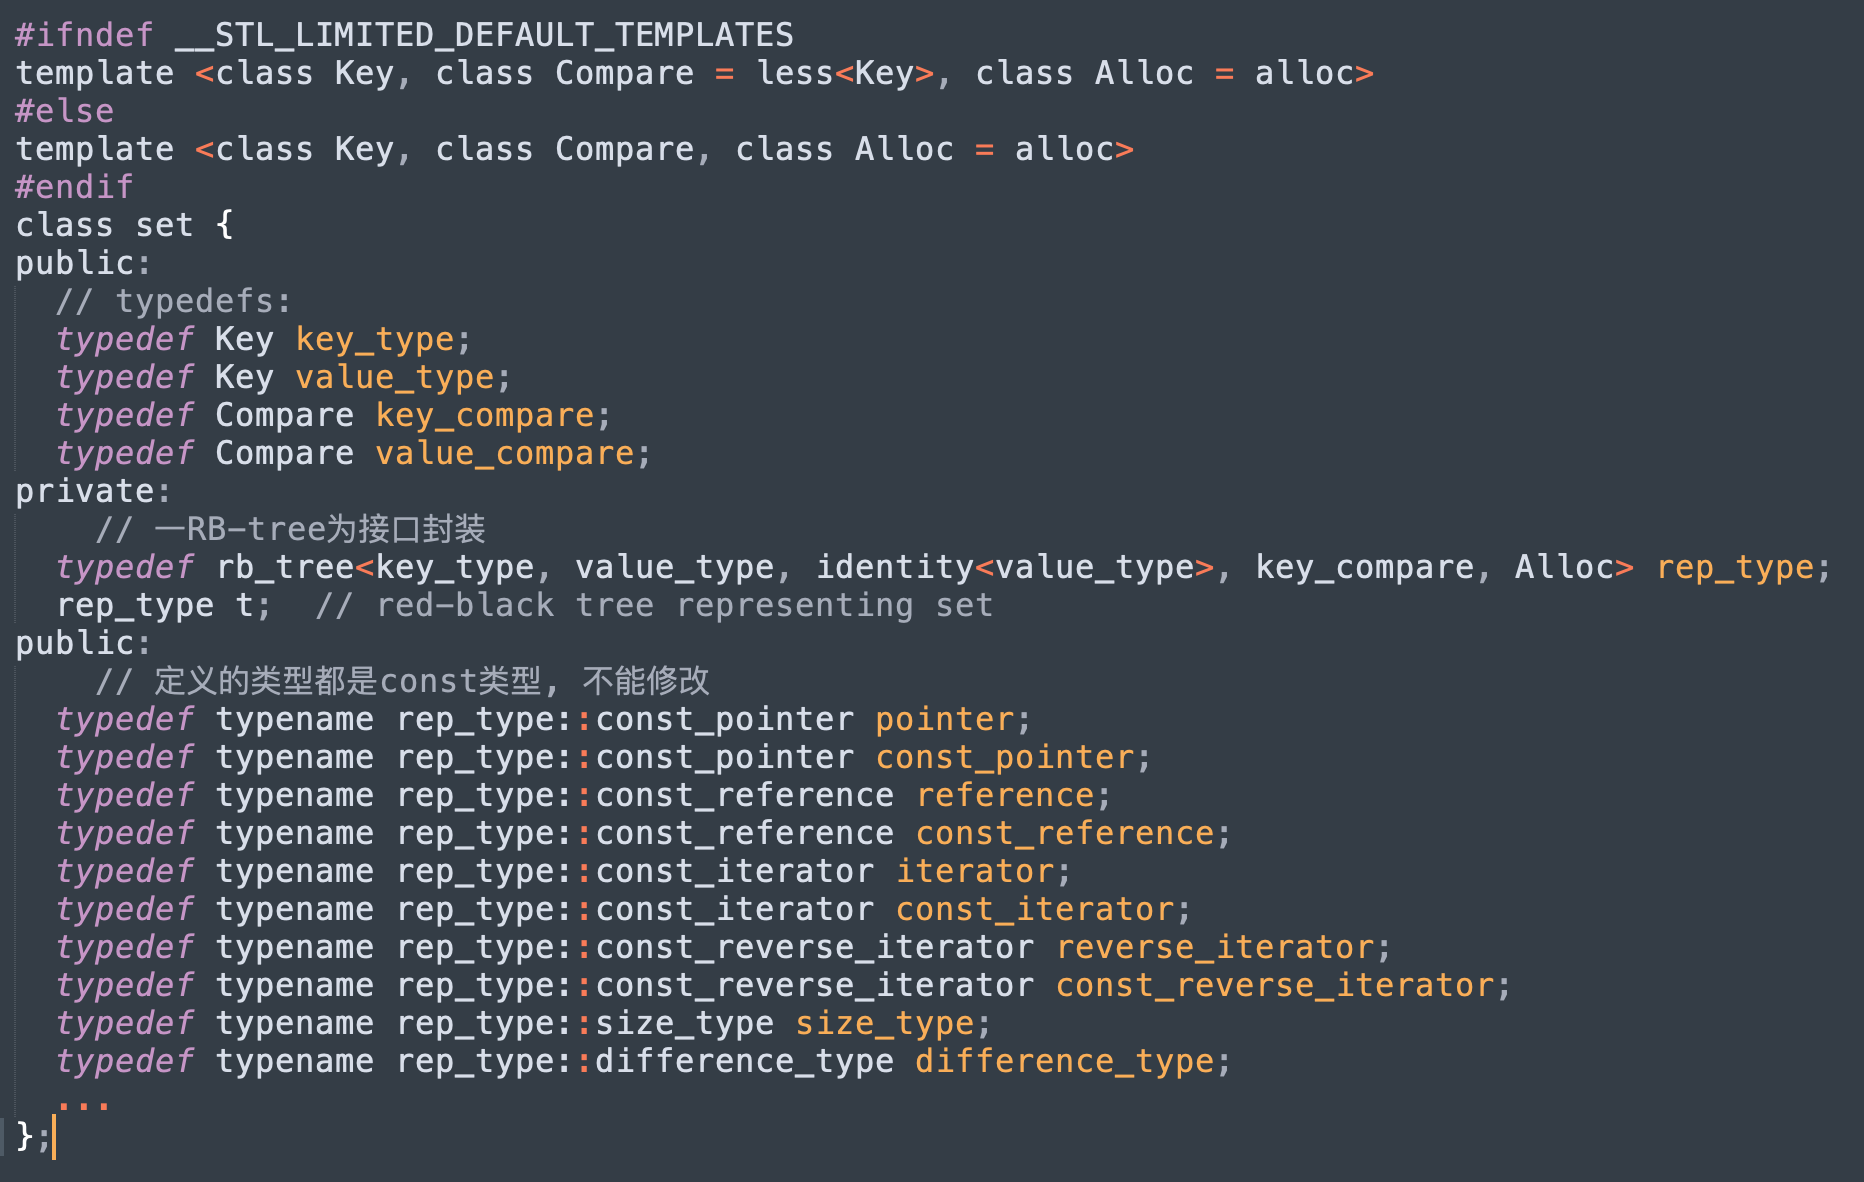 #ifndef __STL_LIMITED_DEFAULT_TEMPLATES
template <class Key, class Compare = less<Key>, class Alloc = alloc>
#else
template <class Key, class Compare, class Alloc = alloc>
#endif
class set {
public:
  // typedefs:
  typedef Key key_type;
  typedef Key value_type;
  typedef Compare key_compare;
  typedef Compare value_compare;
private:
    // 一RB-tree为接口封装
  typedef rb_tree<key_type, value_type, identity<value_type>, key_compare, Alloc> rep_type;
  rep_type t;  // red-black tree representing set
public:
    // 定义的类型都是const类型, 不能修改
  typedef typename rep_type::const_pointer pointer;
  typedef typename rep_type::const_pointer const_pointer;
  typedef typename rep_type::const_reference reference;
  typedef typename rep_type::const_reference const_reference;
  typedef typename rep_type::const_iterator iterator;
  typedef typename rep_type::const_iterator const_iterator;
  typedef typename rep_type::const_reverse_iterator reverse_iterator;
  typedef typename rep_type::const_reverse_iterator const_reverse_iterator;
  typedef typename rep_type::size_type size_type;
  typedef typename rep_type::difference_type difference_type;
  ...
};